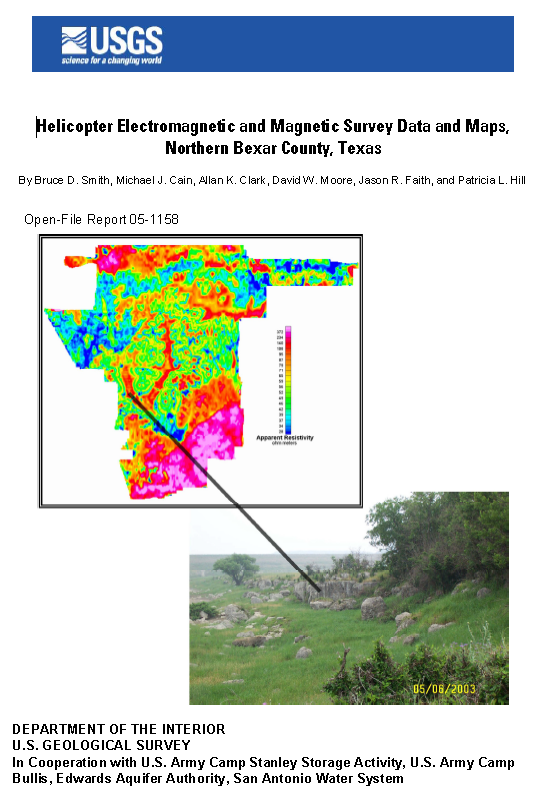 USGS
science for a changing world
Helicopter Electromagnetic and Magnetic Survey Data and Maps,
Northern Bexar County, Texas
By Bruce D. Smith, Michael J. Cain, Allan K. Clark, David W. Moore, Jason R. Faith, and Patricia L. Hill
Open-File Report 05-1158
Apparent Resistivity
ohm-meters
05/06/2003
DEPARTMENT OF THE INTERIOR
U.S. GEOLOGICAL SURVEY
In Cooperation with U.S. Army Camp Stanley Storage Activity, U.S. Army Camp
Bullis, Edwards Aquifer Authority, San Antonio Water System